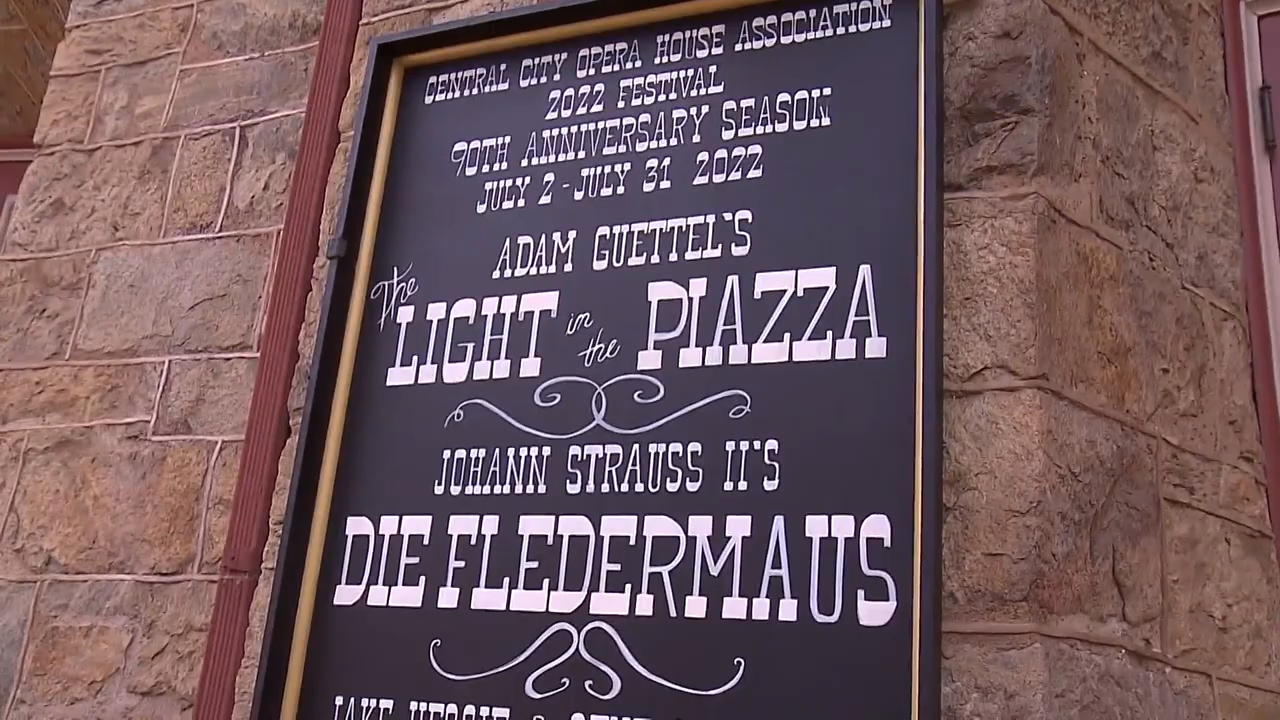 CENTRAL CITY OPERA HOUSE ASSOCIATION
2022 FESTIVAL
90TH ANNIVERSARY SEASON
JULY 2 - JULY 31 2022
ADAM GUETTEL'S
The LIGHT in the PIAZZA
JOHANN STRAUSS II'S
DIE FLEDERMAUS
JAKE